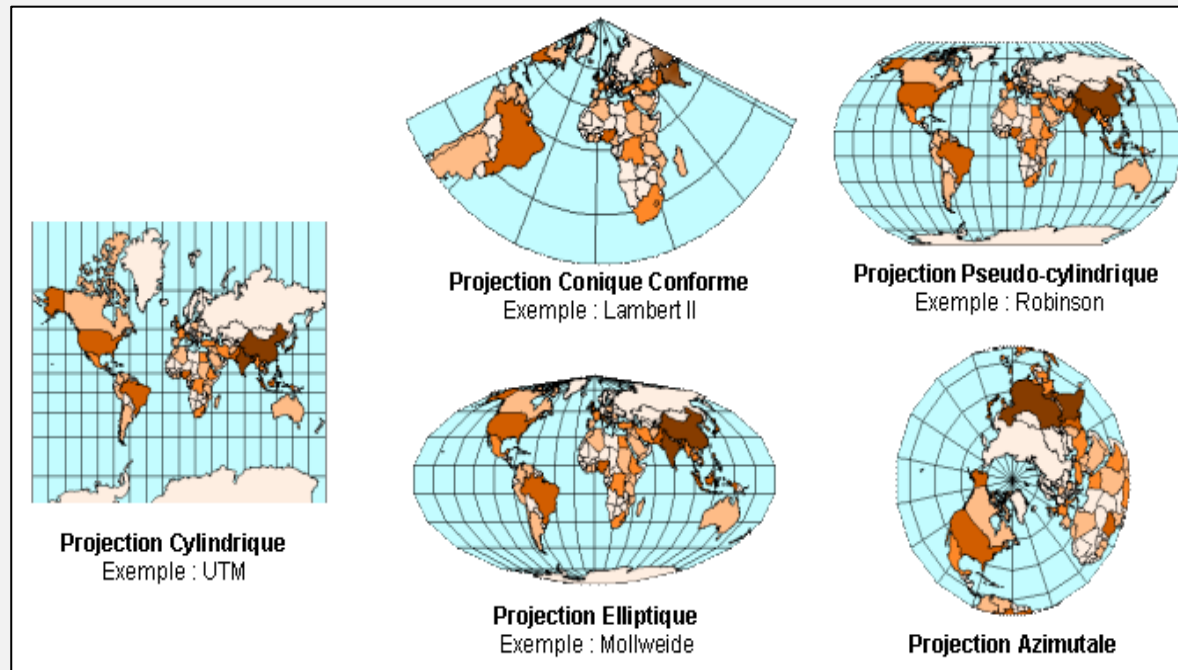 Projection Conique Conforme
Exemple : Lambert II
Projection Pseudo-cylindrique
Exemple : Robinson
Projection Cylindrique
Exemple : UTM
Projection Elliptique
Exemple : Mollweide
Projection Azimutale